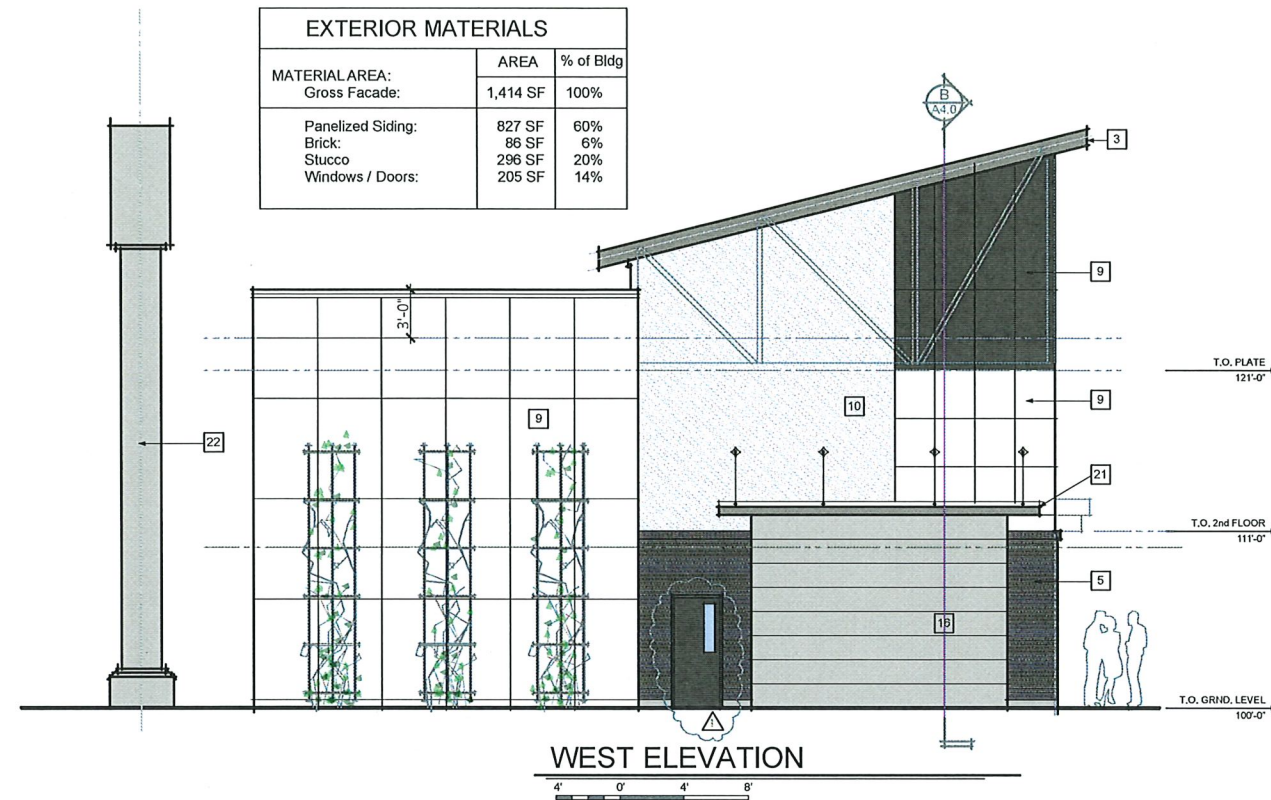 EXTERIOR MATERIALS
AREA % of Bldg
MATERIAL AREA:
Gross Facade: 1,414 SF 100%
Panelized Siding: 827 SF 60%
Brick: 86 SF 6%
Stucco 296 SF 20%
Windows / Doors: 205 SF 14%
B
A4.0
3
9
3'-0"
T.O. PLATE
121'-0"
9
10
9
22
21
T.O. 2nd FLOOR
111'-0"
5
16
T.O. GRND. LEVEL
100'-0"
1
WEST ELEVATION
4' 0' 4' 8'